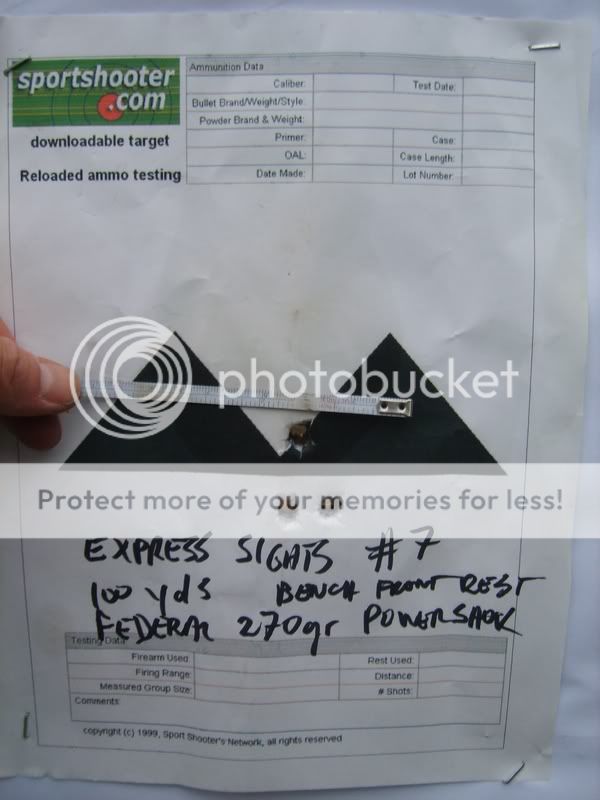 sportshooter
.com
downloadable target
Reloaded ammo testing
Ammunition Data
Caliber: Test Date:
Bullet Brand/Weight/Style:
Powder Brand & Weight:
Primer: Case:
OAL: Case Length:
Date Made: Lot Number:
photobucket
Protect more of your memories for less!
EXPRESS SIGHTS #7
100 yds BENCH FRONT REST
FEDERAL 270gr POWERSHOK
Testing Data
Firearm Used: Rest Used:
Firing Range: Distance:
Measured Group Size: # Shots:
Comments:
copyright (c) 1999, Sport Shooter's Network, all rights reserved